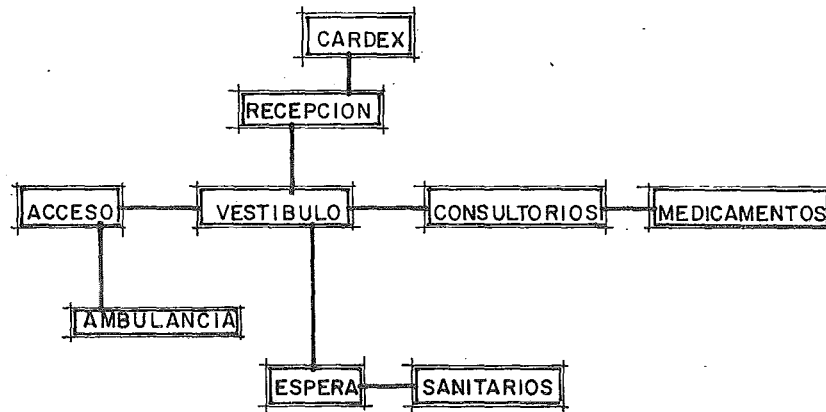 CARDEX
RECEPCION
ACCESO
VESTIBULO
CONSULTORIOS
MEDICAMENTOS
AMBULANCIA
ESPERA
SANITARIOS